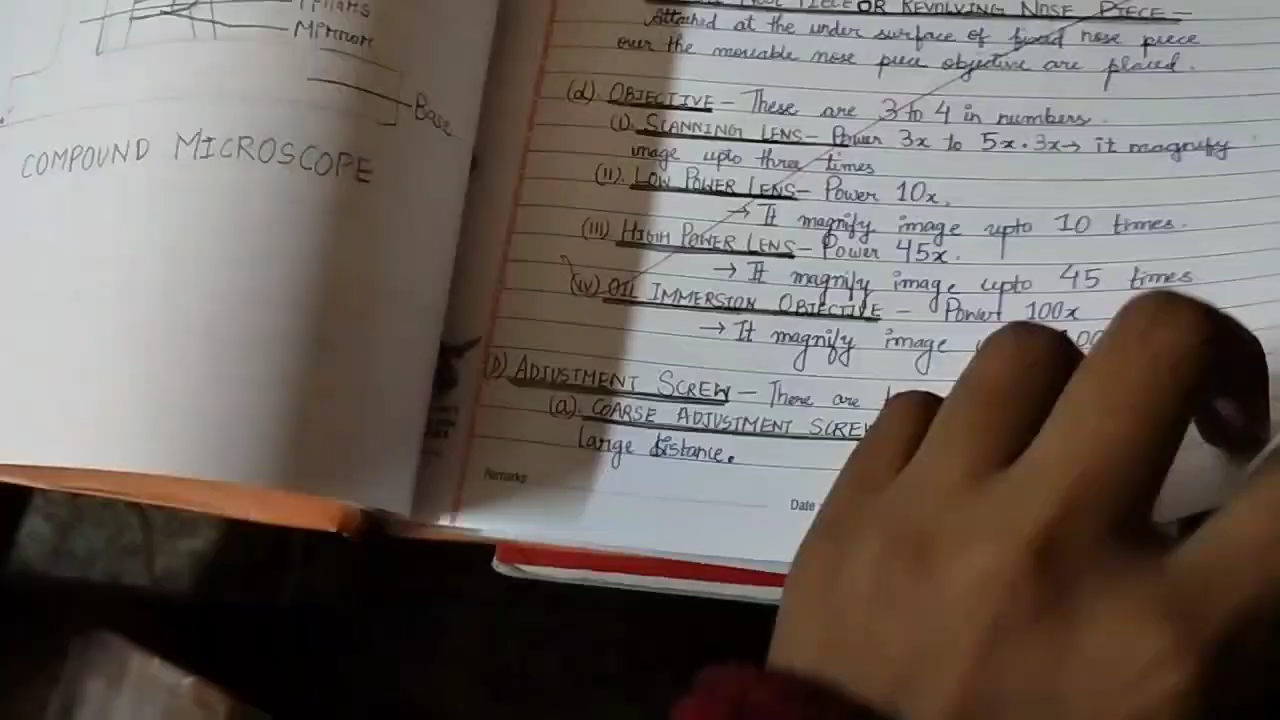 Mirror
Base
COMPOUND MICROSCOPE
PIECE OR REVOLVING NOSE PIECE—
Attached at the under surface of fixed nose piece
over the moveable nose piece objective are placed.
(d) OBJECTIVE— These are 3 to 4 in numbers.
(i). SCANNING LENS— Power 3x to 5x. 3x→ it magnify
image upto three times
(ii). LOW POWER LENS— Power 10x.
→ It magnify image upto 10 times.
(iii) HIGH POWER LENS— Power 45x.
→ It magnify image upto 45 times
(iv) OIL IMMERSION OBJECTIVE — Power 100x
→ It magnify image
(D) ADJUSTMENT SCREW— There are
(a). COARSE ADJUSTMENT SCREW
large distance.
Remarks
Date